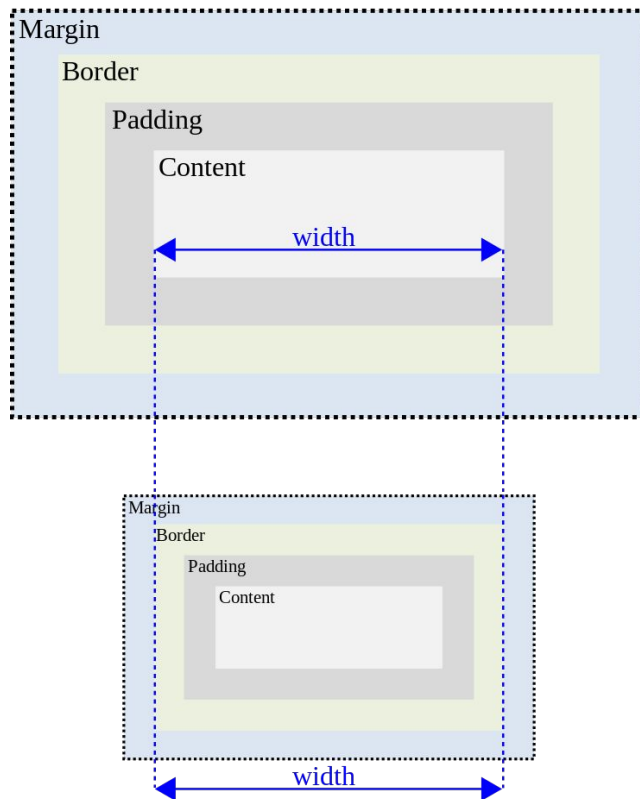 Margin
Border
Padding
Content
width
Margin
Border
Padding
Content
width